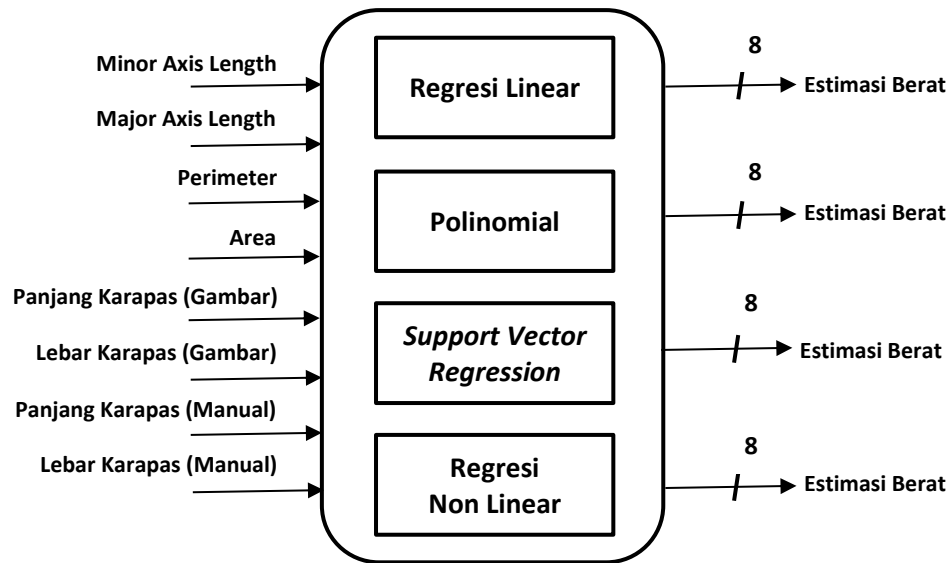 Minor Axis Length
Major Axis Length
Perimeter
Area
Panjang Karapas (Gambar)
Lebar Karapas (Gambar)
Panjang Karapas (Manual)
Lebar Karapas (Manual)
Regresi Linear
Polinomial
Support Vector
Regression
Regresi
Non Linear
8
Estimasi Berat
8
Estimasi Berat
8
Estimasi Berat
8
Estimasi Berat